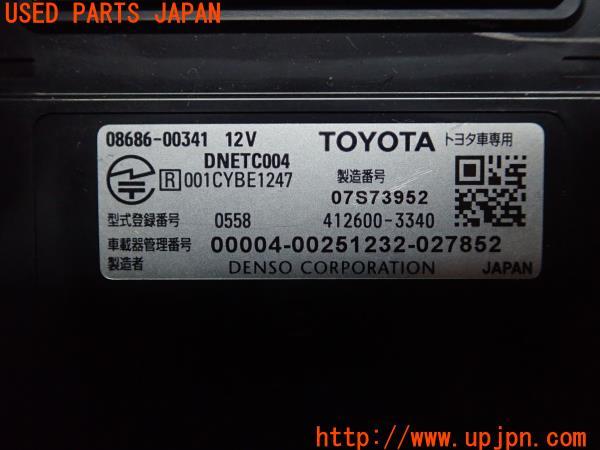 USED PARTS JAPAN
08686-00341 12V TOYOTA トヨタ車専用
DNETC004
R 001CYBE1247 製造番号
07S73952
型式登録番号 0558 412600-3340
車載器管理番号 00004-00251232-027852
製造者 DENSO CORPORATION JAPAN
http://www.upjpn.com/